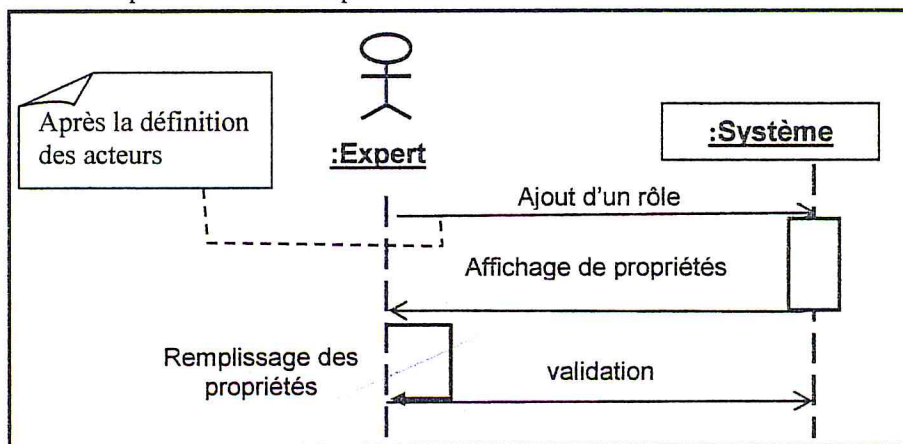 Après la définition
des acteurs
:Expert
:Système
Ajout d'un rôle
Affichage de propriétés
Remplissage des
propriétés
validation